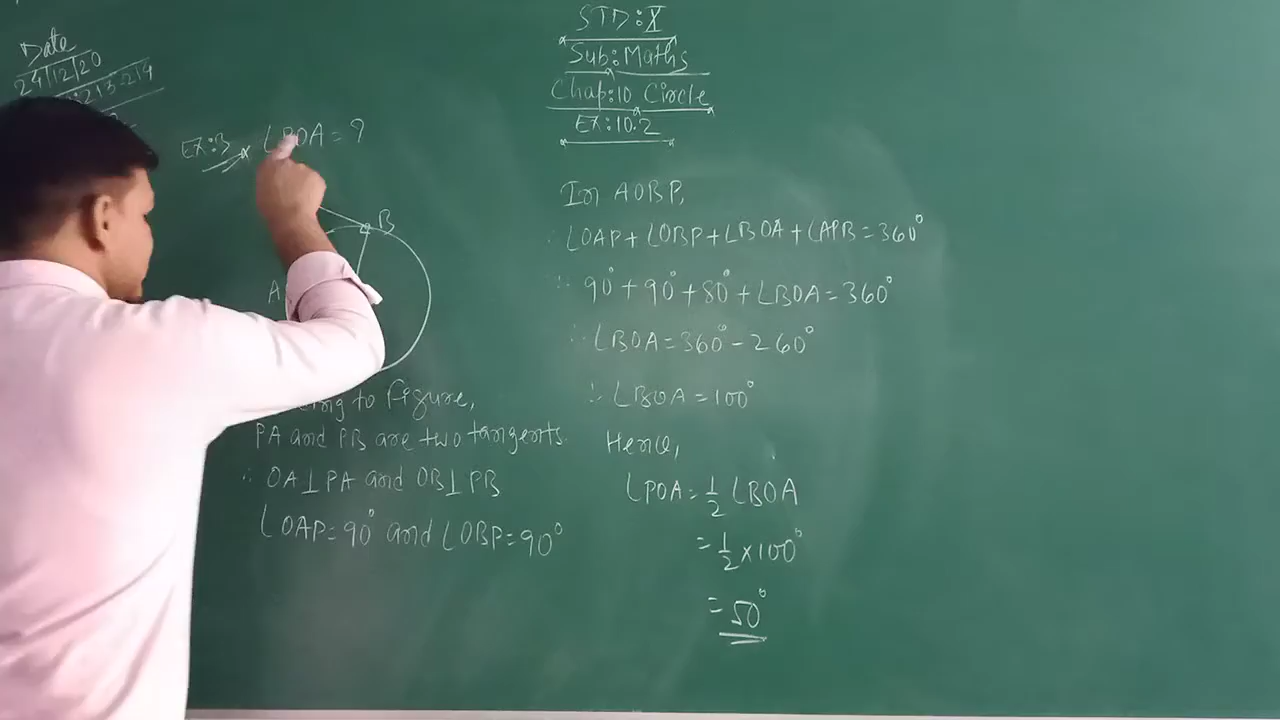 Date
24/12/20
:213-214
STD:X
Sub:Maths
Chap:10 Circle
Ex:10.2
EX:3
∠BOA=?
B
A
to figure,
PA and PB are two tangents.
∴ OA⊥PA and OB⊥PB
∠OAP=90° and ∠OBP=90°
In AOBP,
∴ ∠OAP+∠OBP+∠BOA+∠APB=360°
∴ 90°+90°+80°+∠BOA=360°
∴ ∠BOA=360°-260°
∴ ∠BOA=100°
Hence,
∠POA=1/2 ∠BOA
=1/2×100°
=50°